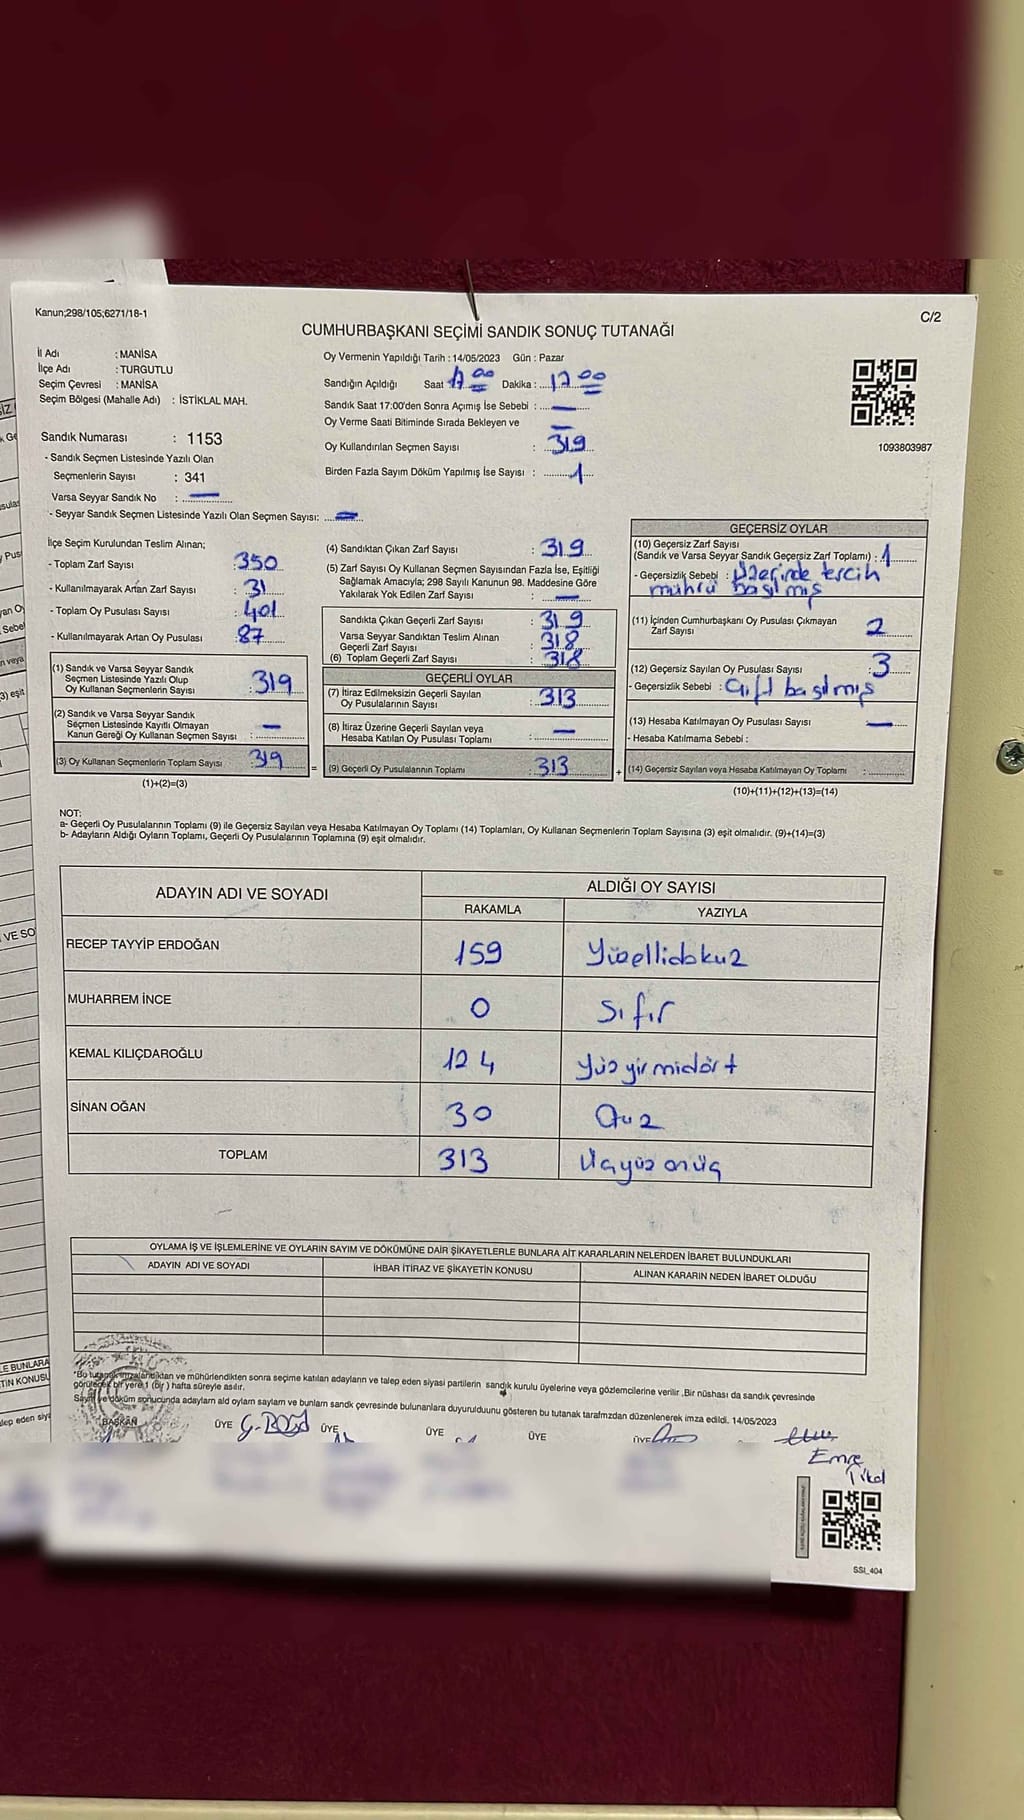 Kanun;298/105;6271/18-1
C/2
CUMHURBAŞKANI SEÇİMİ SANDIK SONUÇ TUTANAĞI
İl Adı : MANİSA
İlçe Adı : TURGUTLU
Seçim Çevresi : MANİSA
Seçim Bölgesi (Mahalle Adı) : İSTİKLAL MAH.
Sandık Numarası : 1153
- Sandık Seçmen Listesinde Yazılı Olan
Seçmenlerin Sayısı : 341
Varsa Seyyar Sandık No : —
- Seyyar Sandık Seçmen Listesinde Yazılı Olan Seçmen Sayısı: —
Oy Vermenin Yapıldığı Tarih : 14/05/2023 Gün : Pazar
Sandığın Açıldığı Saat 17 00 Dakika : 17 00
Sandık Saat 17:00'den Sonra Açımış İse Sebebi : —
Oy Verme Saati Bitiminde Sırada Bekleyen ve —
Oy Kullandırılan Seçmen Sayısı : 319
Birden Fazla Sayım Döküm Yapılmış İse Sayısı : 1
1093803987
İlçe Seçim Kurulundan Teslim Alınan;
- Toplam Zarf Sayısı : 350
- Kullanılmayarak Artan Zarf Sayısı : 31
- Toplam Oy Pusulası Sayısı : 401
- Kullanılmayarak Artan Oy Pusulası : 87
(1) Sandık ve Varsa Seyyar Sandık
Seçmen Listesinde Yazılı Olup
Oy Kullanan Seçmenlerin Sayısı : 319
(2) Sandık ve Varsa Seyyar Sandık
Seçmen Listesinde Kayıtlı Olmayan
Kanun Gereği Oy Kullanan Seçmen Sayısı : —
(3) Oy Kullanan Seçmenlerin Toplam Sayısı : 319
(1)+(2)=(3)
=
(4) Sandıktan Çıkan Zarf Sayısı : 319
(5) Zarf Sayısı Oy Kullanan Seçmen Sayısından Fazla İse, Eşitliği
Sağlamak Amacıyla; 298 Sayılı Kanunun 98. Maddesine Göre
Yakılarak Yok Edilen Zarf Sayısı : —
Sandıkta Çıkan Geçerli Zarf Sayısı : 319
Varsa Seyyar Sandıktan Teslim Alınan
Geçerli Zarf Sayısı : 318
(6) Toplam Geçerli Zarf Sayısı : 318
GEÇERLİ OYLAR
(7) İtiraz Edilmeksizin Geçerli Sayılan
Oy Pusulalarının Sayısı : 313
(8) İtiraz Üzerine Geçerli Sayılan veya
Hesaba Katılan Oy Pusulası Toplamı : —
(9) Geçerli Oy Pusulalarının Toplamı : 313
+
GEÇERSİZ OYLAR
(10) Geçersiz Zarf Sayısı
(Sandık ve Varsa Seyyar Sandık Geçersiz Zarf Toplamı) : 1
- Geçersizlik Sebebi : Üzerinde tercih
mührü basılmış
(11) İçinden Cumhurbaşkanı Oy Pusulası Çıkmayan
Zarf Sayısı 2
(12) Geçersiz Sayılan Oy Pusulası Sayısı : 3
- Geçersizlik Sebebi : Çift basılmış
(13) Hesaba Katılmayan Oy Pusulası Sayısı : —
- Hesaba Katılmama Sebebi :
(14) Geçersiz Sayılan veya Hesaba Katılmayan Oy Toplamı :
(10)+(11)+(12)+(13)=(14)
NOT:
a- Geçerli Oy Pusulalarının Toplamı (9) ile Geçersiz Sayılan veya Hesaba Katılmayan Oy Toplamı (14) Toplamları, Oy Kullanan Seçmenlerin Toplam Sayısına (3) eşit olmalıdır. (9)+(14)=(3)
b- Adayların Aldığı Oyların Toplamı, Geçerli Oy Pusulalarının Toplamına (9) eşit olmalıdır.
ADAYIN ADI VE SOYADI ALDIĞI OY SAYISI
RAKAMLA YAZIYLA
RECEP TAYYİP ERDOĞAN 159 Yüzellidokuz
MUHARREM İNCE 0 Sıfır
KEMAL KILIÇDAROĞLU 124 Yüz yirmidört
SİNAN OĞAN 30 Otuz
TOPLAM 313 Üçyüz onüç
OYLAMA İŞ VE İŞLEMLERİNE VE OYLARIN SAYIM VE DÖKÜMÜNE DAİR ŞİKAYETLERLE BUNLARA AİT KARARLARIN NELERDEN İBARET BULUNDUKLARI
ADAYIN ADI VE SOYADI İHBAR İTİRAZ VE ŞİKAYETİN KONUSU ALINAN KARARIN NEDEN İBARET OLDUĞU
*Bu tutanak imzalandıktan ve mühürlendikten sonra seçime katılan adayların ve talep eden siyasi partilerin sandık kurulu üyelerine veya gözlemcilerine verilir.Bir nüshası da sandık çevresinde
görülecek bir yere 1 (bir) hafta süreyle asılır.
Sayım ve döküm sonucunda adayların ald oyların sayların ve bunların sandık çevresinde bulunanlara duyurulduunu gösteren bu tutanak tarafmzdan düzenlenerek imza edildi. 14/05/2023
BAŞKAN ÜYE ÜYE ÜYE ÜYE ÜYE
Emre
SSI_404